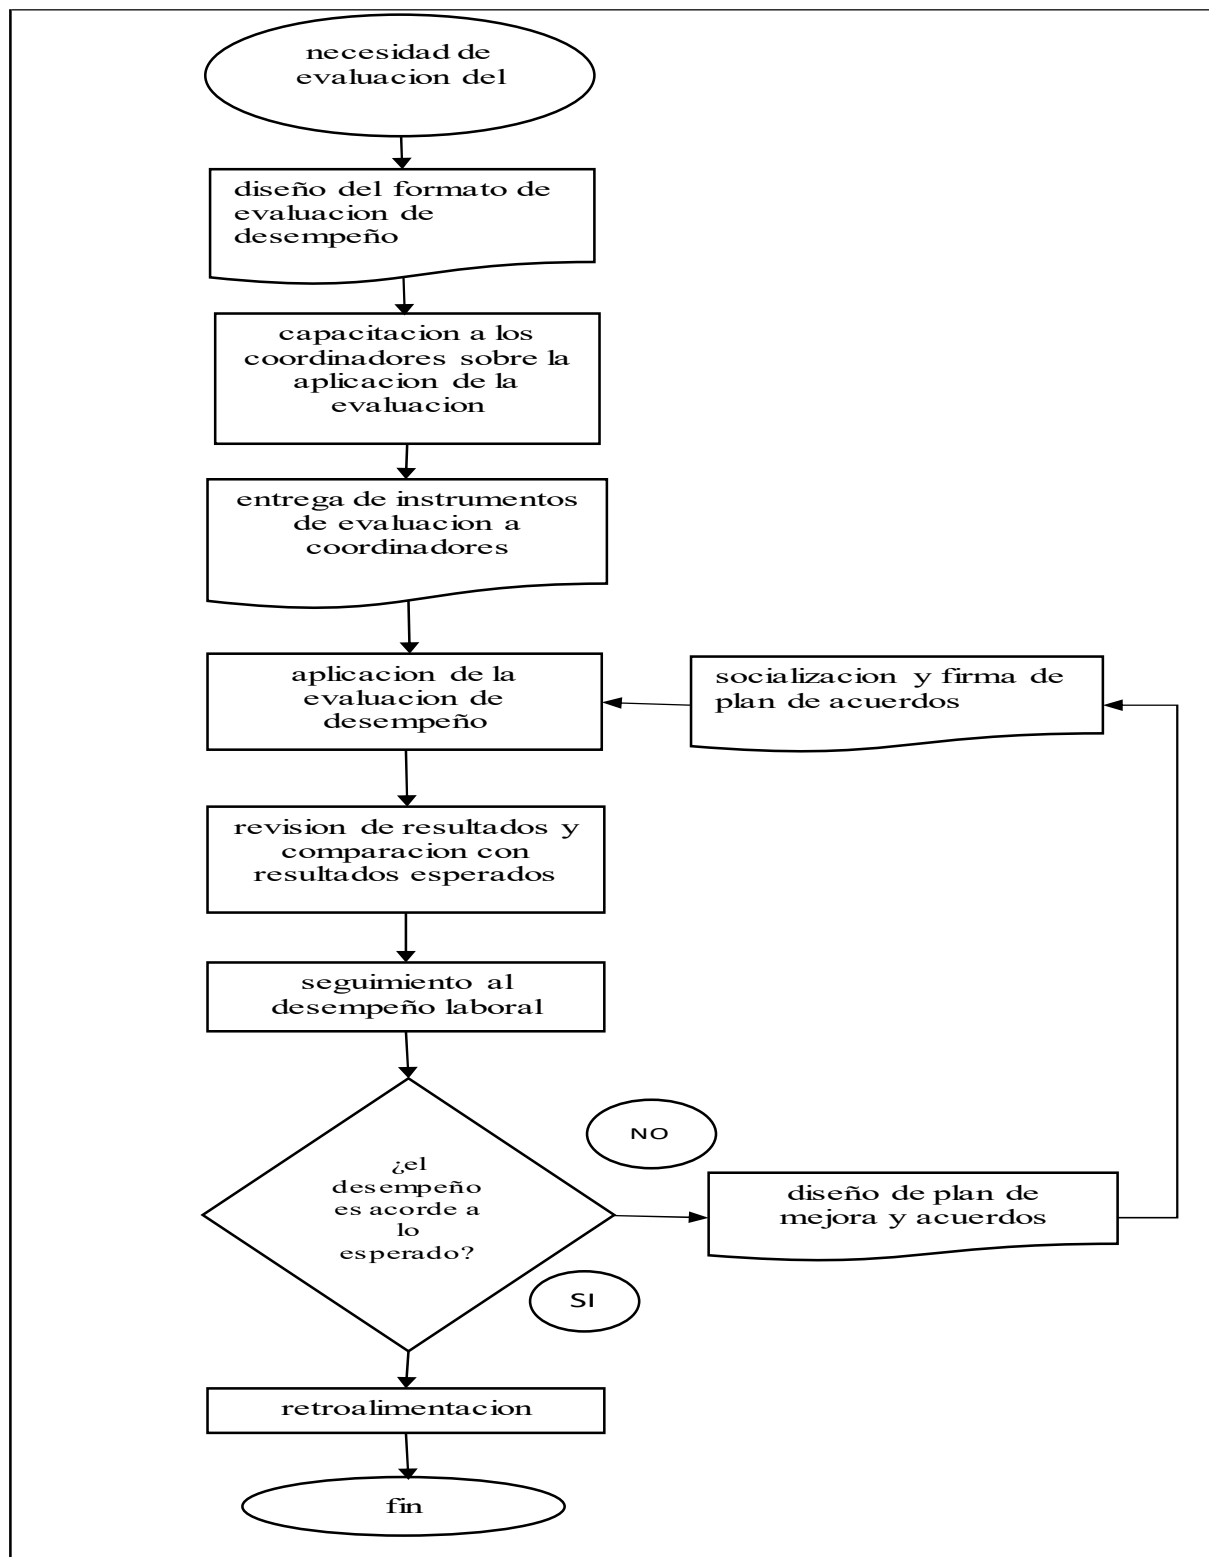 necesidad de
evaluacion del
diseño del formato de
evaluacion de
desempeño
capacitacion a los
coordinadores sobre la
aplicacion de la
evaluacion
entrega de instrumentos
de evaluacion a
coordinadores
aplicacion de la
evaluacion de
desempeño
socializacion y firma de
plan de acuerdos
revision de resultados y
comparacion con
resultados esperados
seguimiento al
desempeño laboral
¿el
desempeño
es acorde a
lo
esperado?
NO
diseño de plan de
mejora y acuerdos
SI
retroalimentacion
fin